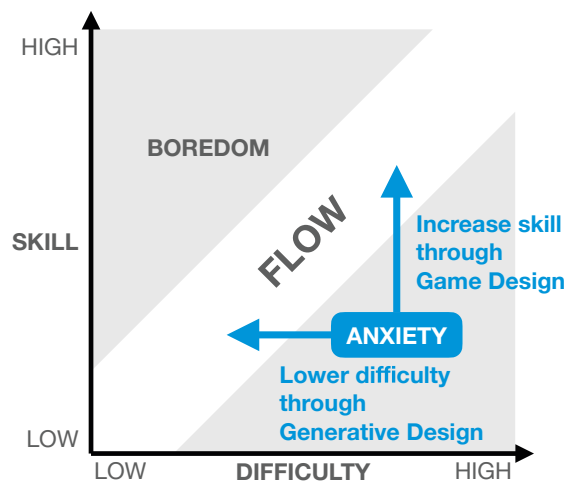 HIGH
BOREDOM
FLOW
SKILL
Increase skill
through
Game Design
ANXIETY
Lower difficulty
through
Generative Design
LOW
LOW
DIFFICULTY
HIGH